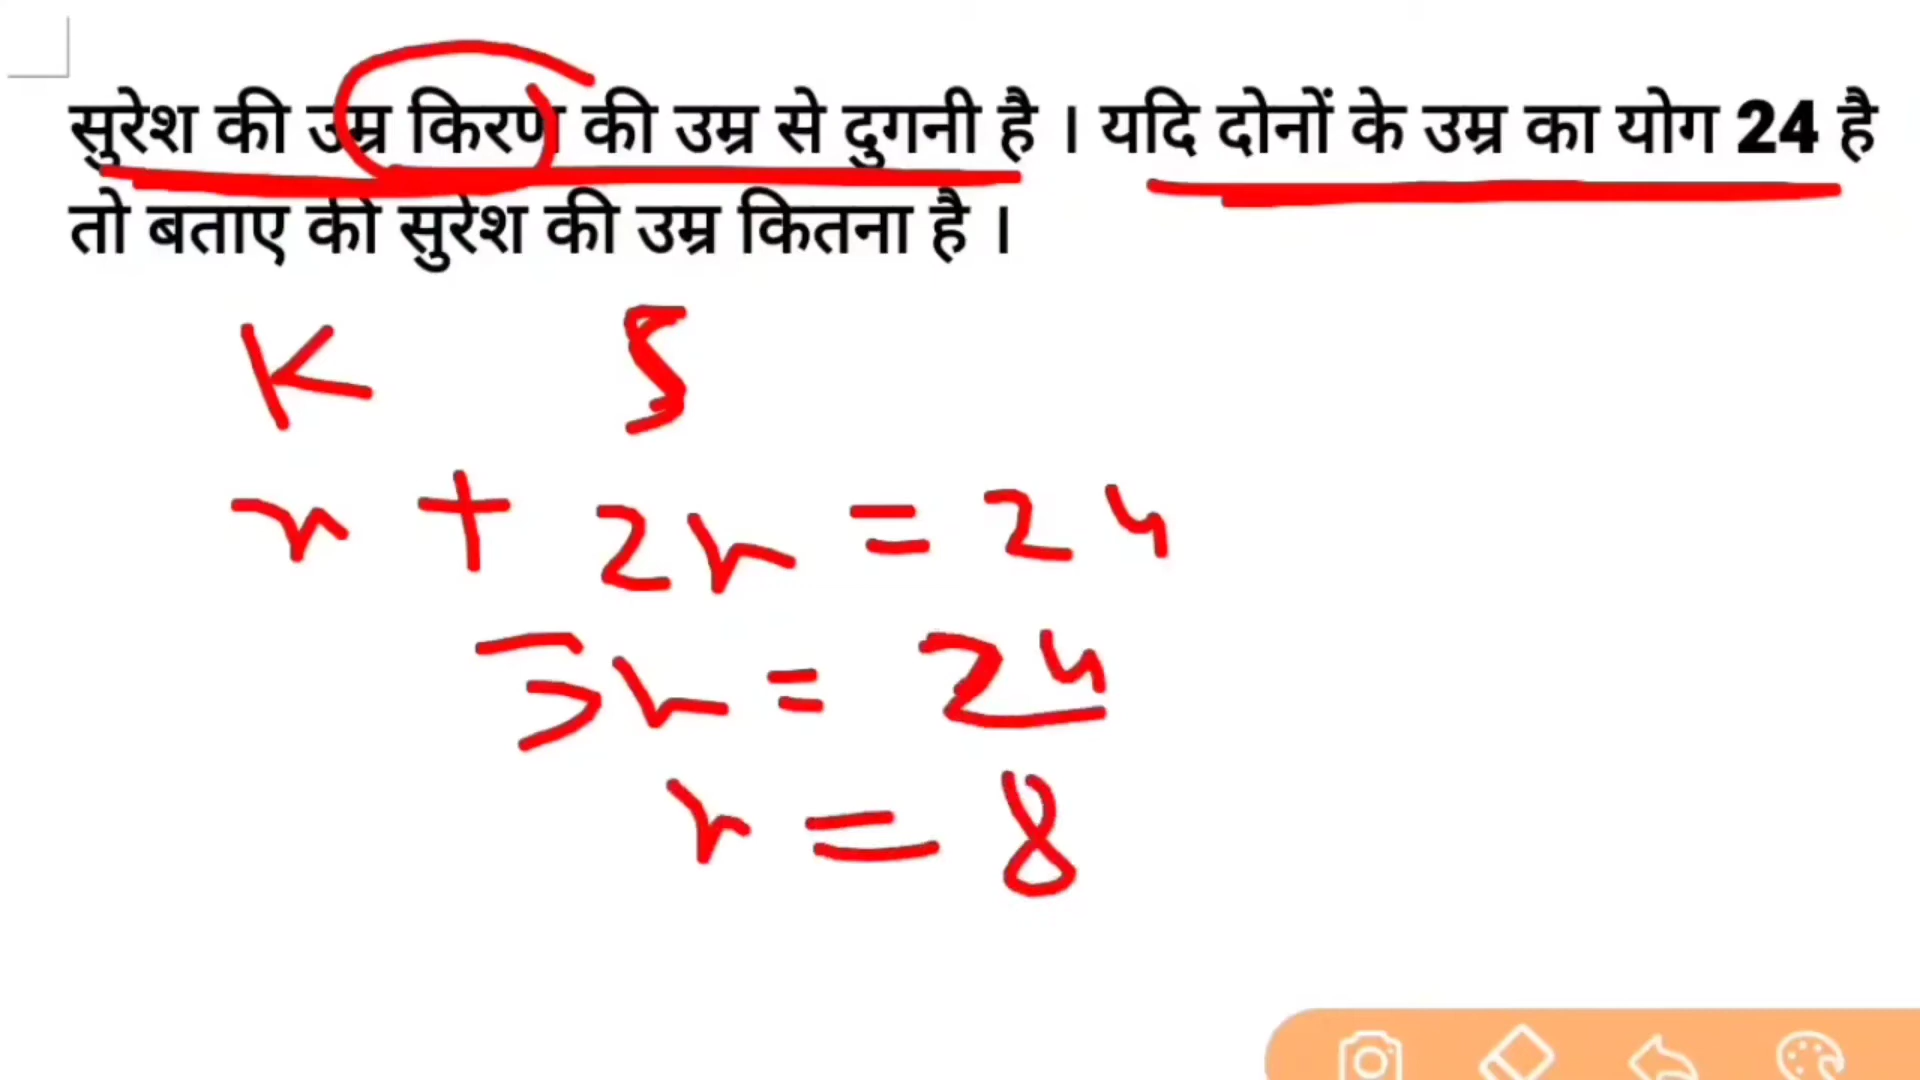 सुरेश की उम्र किरण की उम्र से दुगनी है । यदि दोनों के उम्र का योग 24 है
तो बताए की सुरेश की उम्र कितना है ।
K S
x + 2x = 24
3x = 24
x = 8